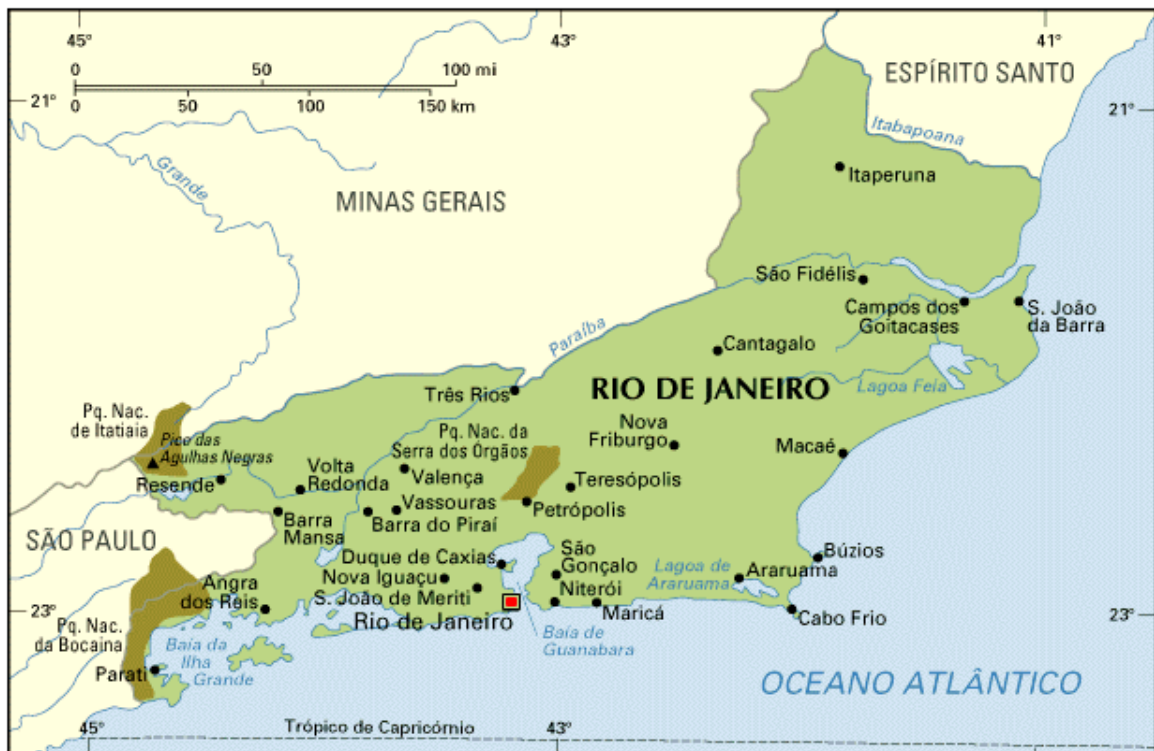 45° 43° 41°
0 50 100 mi
0 50 100 150 km
21° 21°
ESPÍRITO SANTO
Itabapoana
Grande
Itaperuna
MINAS GERAIS
São Fidélis
Campos dos
Goitacases
S. João
da Barra
Paraíba
Cantagalo
Lagoa Feia
Três Rios
RIO DE JANEIRO
Pq. Nac.
de Itatiaia
Pico das
Agulhas Negras
Pq. Nac. da
Serra dos Órgãos
Nova
Friburgo
Macaé
Resende
Volta
Redonda
Valença
Teresópolis
Vassouras
Petrópolis
SÃO PAULO
Barra
Mansa
Barra do Piraí
Duque de Caxias
São
Gonçalo
Lagoa de
Araruama
Búzios
Araruama
Angra
dos Reis
Nova Iguaçu
S. João de Meriti
Niterói
23° 23°
Rio de Janeiro
Maricá
Cabo Frio
Pq. Nac.
da Bocaina
Baía da
Ilha
Grande
Baía de
Guanabara
Parati
OCEANO ATLÂNTICO
Trópico de Capricórnio
45° 43° 41°